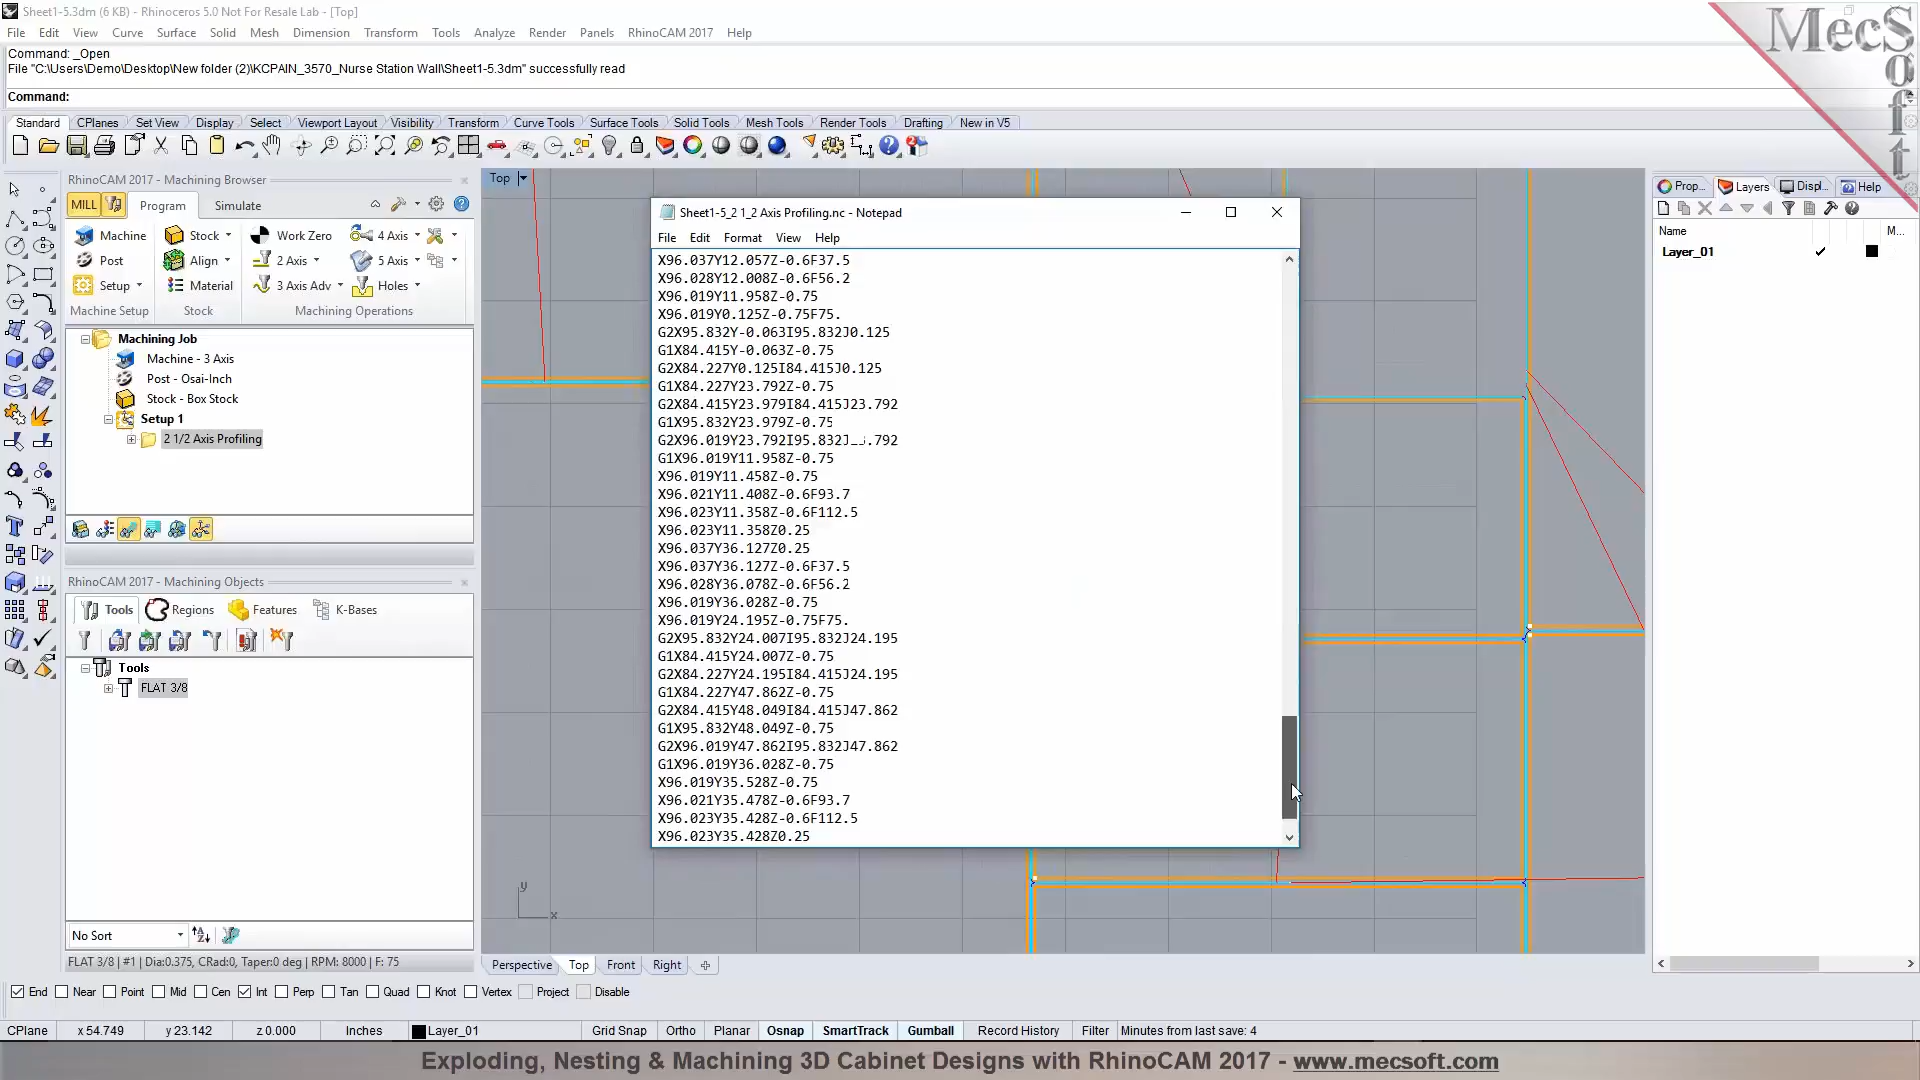 Sheet1-5.3dm (6 KB) - Rhinoceros 5.0 Not For Resale Lab - [Top]
File Edit View Curve Surface Solid Mesh Dimension Transform Tools Analyze Render Panels RhinoCAM 2017 Help
Command: _Open
File "C:\Users\Demo\Desktop\New folder (2)\KCPAIN_3570_Nurse Station Wall\Sheet1-5.3dm" successfully read
Command:
Standard CPlanes Set View Display Select Viewport Layout Visibility Transform Curve Tools Surface Tools Solid Tools Mesh Tools Render Tools Drafting New in V5
MecSoft
RhinoCAM 2017 - Machining Browser
MILL Program Simulate
Machine Stock Work Zero 4 Axis
Post Align 2 Axis 5 Axis
Setup Material 3 Axis Adv Holes
Machine Setup Stock Machining Operations
Machining Job
Machine - 3 Axis
Post - Osai-Inch
Stock - Box Stock
Setup 1
2 1/2 Axis Profiling
RhinoCAM 2017 - Machining Objects
Tools Regions Features K-Bases
Tools
FLAT 3/8
No Sort
FLAT 3/8 | #1 | Dia:0.375, CRad:0, Taper:0 deg | RPM: 8000 | F: 75
Top
Sheet1-5_2 1_2 Axis Profiling.nc - Notepad
File Edit Format View Help
X96.037Y12.057Z-0.6F37.5
X96.028Y12.008Z-0.6F56.2
X96.019Y11.958Z-0.75
X96.019Y0.125Z-0.75F75.
G2X95.832Y-0.063I95.832J0.125
G1X84.415Y-0.063Z-0.75
G2X84.227Y0.125I84.415J0.125
G1X84.227Y23.792Z-0.75
G2X84.415Y23.979I84.415J23.792
G1X95.832Y23.979Z-0.75
G2X96.019Y23.792I95.832J
.792
G1X96.019Y11.958Z-0.75
X96.019Y11.458Z-0.75
X96.021Y11.408Z-0.6F93.7
X96.023Y11.358Z-0.6F112.5
X96.023Y11.358Z0.25
X96.037Y36.127Z0.25
X96.037Y36.127Z-0.6F37.5
X96.028Y36.078Z-0.6F56.2
X96.019Y36.028Z-0.75
X96.019Y24.195Z-0.75F75.
G2X95.832Y24.007I95.832J24.195
G1X84.415Y24.007Z-0.75
G2X84.227Y24.195I84.415J24.195
G1X84.227Y47.862Z-0.75
G2X84.415Y48.049I84.415J47.862
G1X95.832Y48.049Z-0.75
G2X96.019Y47.862I95.832J47.862
G1X96.019Y36.028Z-0.75
X96.019Y35.528Z-0.75
X96.021Y35.478Z-0.6F93.7
X96.023Y35.428Z-0.6F112.5
X96.023Y35.428Z0.25
y
x
Perspective Top Front Right
Prop... Layers Displ... Help
Name M...
Layer_01
End Near Point Mid Cen Int Perp Tan Quad Knot Vertex Project Disable
CPlane x 54.749 y 23.142 z 0.000 Inches Layer_01 Grid Snap Ortho Planar Osnap SmartTrack Gumball Record History Filter Minutes from last save: 4
Exploding, Nesting & Machining 3D Cabinet Designs with RhinoCAM 2017 - www.mecsoft.com